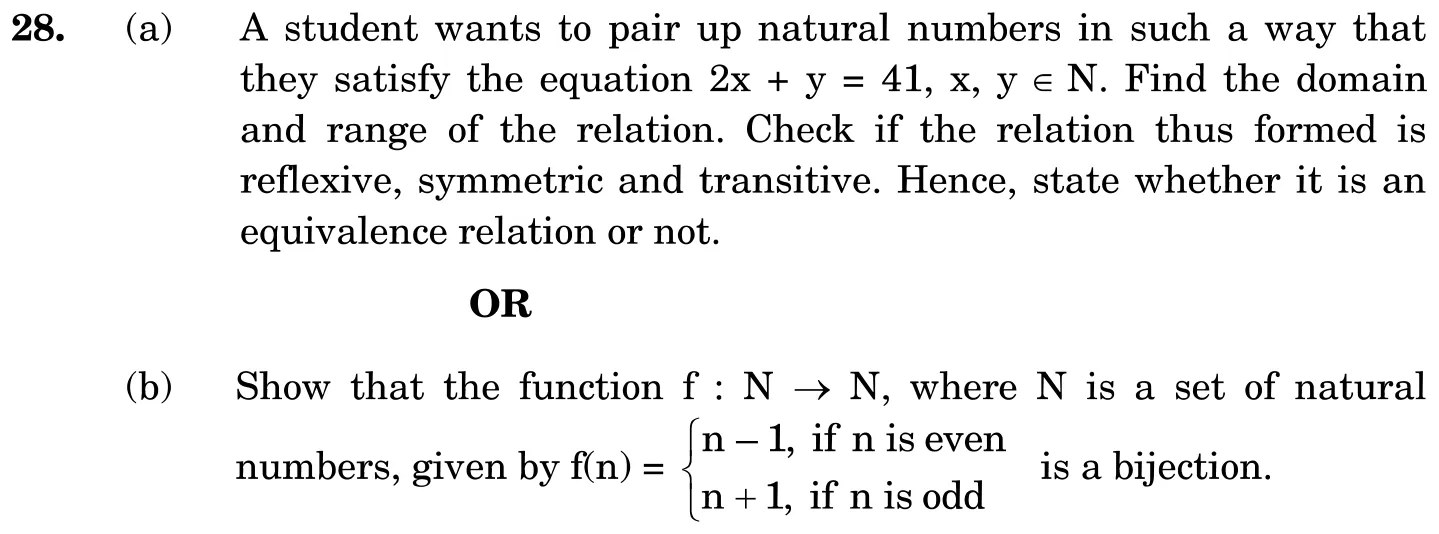 28. (a) A student wants to pair up natural numbers in such a way that
they satisfy the equation 2x + y = 41, x, y ∈ N. Find the domain
and range of the relation. Check if the relation thus formed is
reflexive, symmetric and transitive. Hence, state whether it is an
equivalence relation or not.
OR
(b) Show that the function f : N → N, where N is a set of natural
numbers, given by f(n) = { n – 1, if n is even
n + 1, if n is odd is a bijection.